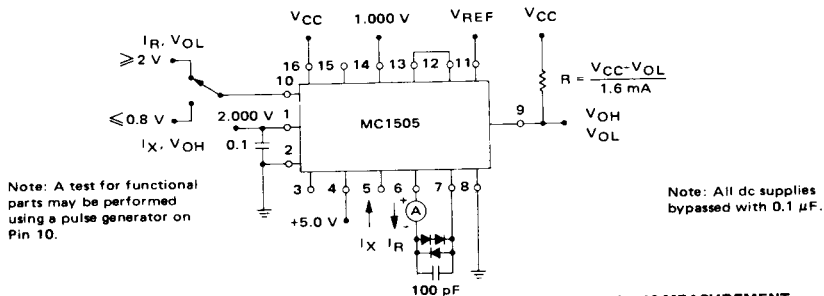 VCC 1.000 V VREF VCC
IR, VOL
≥2 V
16 15 14 13 12 11
10
R = VCC-VOL / 1.6 mA
≤0.8 V
2.000 V
1
MC1505
9
VOH
VOL
IX, VOH
0.1
2
3 4 5 6 7 8
Note: A test for functional
parts may be performed
using a pulse generator on
Pin 10.
Note: All dc supplies
bypassed with 0.1 μF.
+5.0 V
+
A
-
IX IR
100 pF